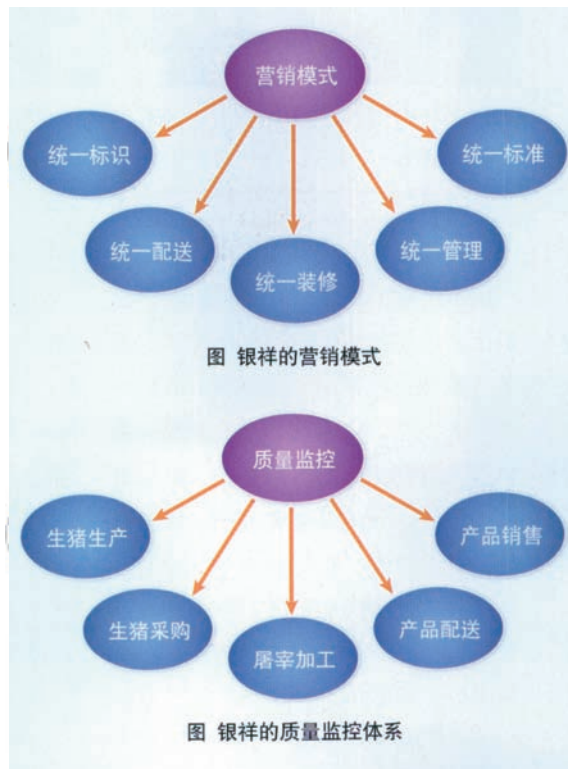 营销模式
统一标识
统一标准
统一配送
统一管理
统一装修
图 银祥的营销模式
质量监控
生猪生产
产品销售
生猪采购
产品配送
屠宰加工
图 银祥的质量监控体系